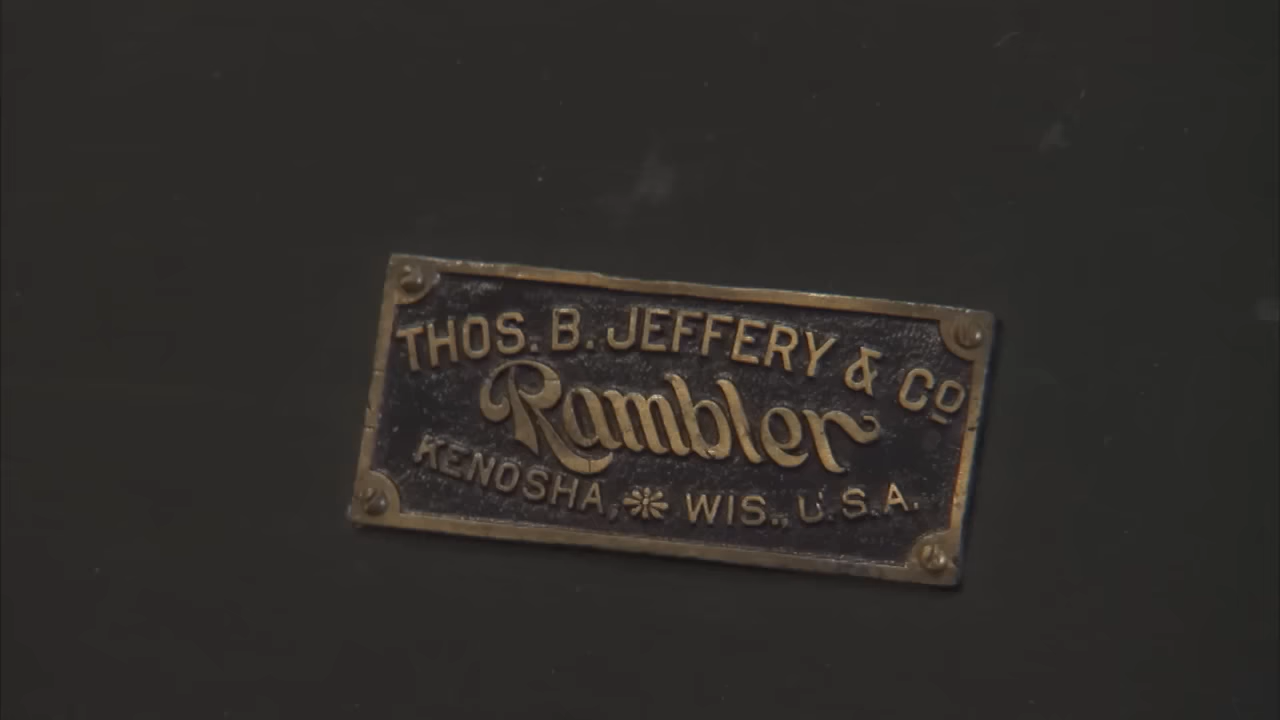 THOS. B. JEFFERY & CO
Rambler
KENOSHA, WIS., U.S.A.